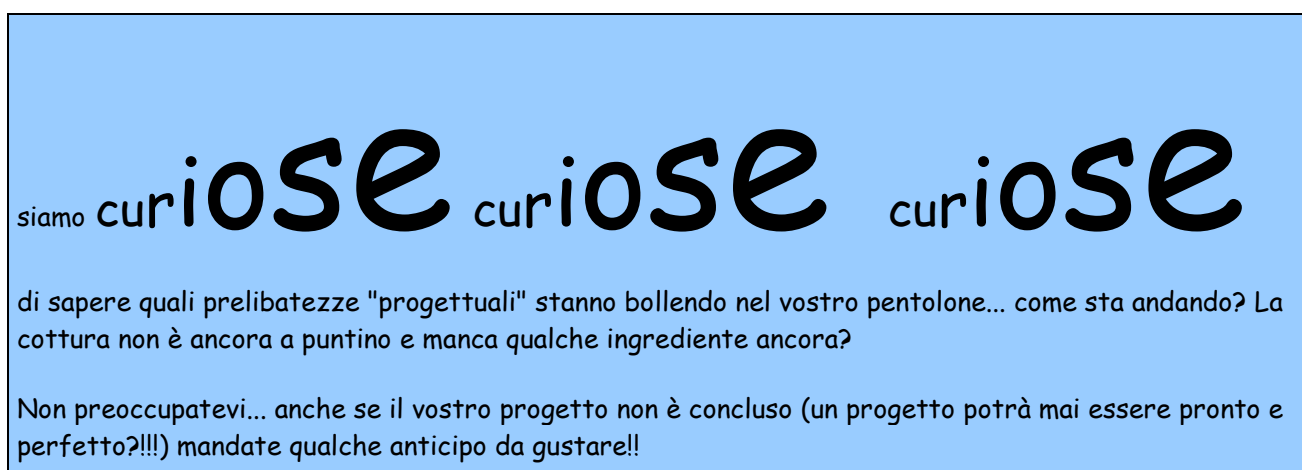 siamo curiose curiose curiose
di sapere quali prelibatezze "progettuali" stanno bollendo nel vostro pentolone... come sta andando? La
cottura non è ancora a puntino e manca qualche ingrediente ancora?
Non preoccupatevi... anche se il vostro progetto non è concluso (un progetto potrà mai essere pronto e
perfetto?!!!) mandate qualche anticipo da gustare!!